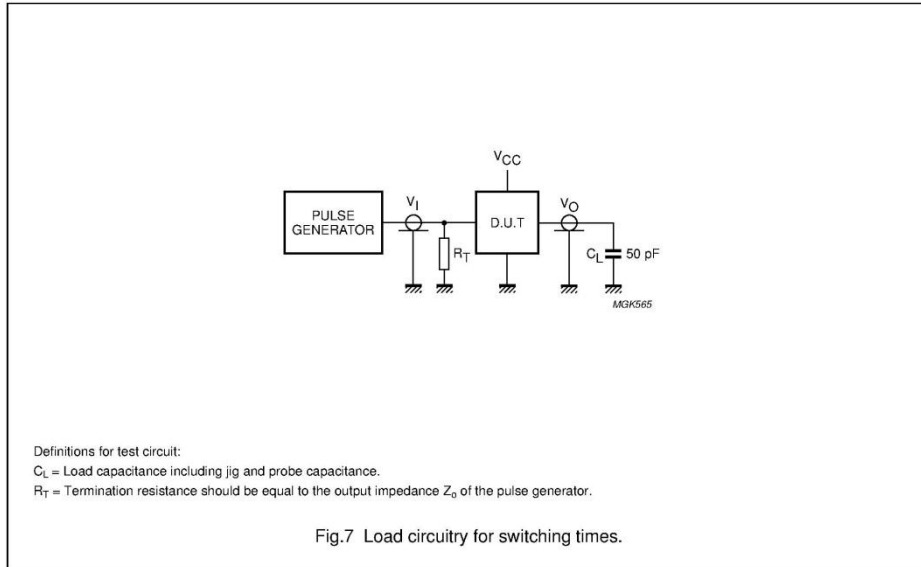 VCC
PULSE
GENERATOR
VI
RT
D.U.T
VO
CL
50 pF
MGK565
Definitions for test circuit:
CL = Load capacitance including jig and probe capacitance.
RT = Termination resistance should be equal to the output impedance Zo of the pulse generator.
Fig.7 Load circuitry for switching times.